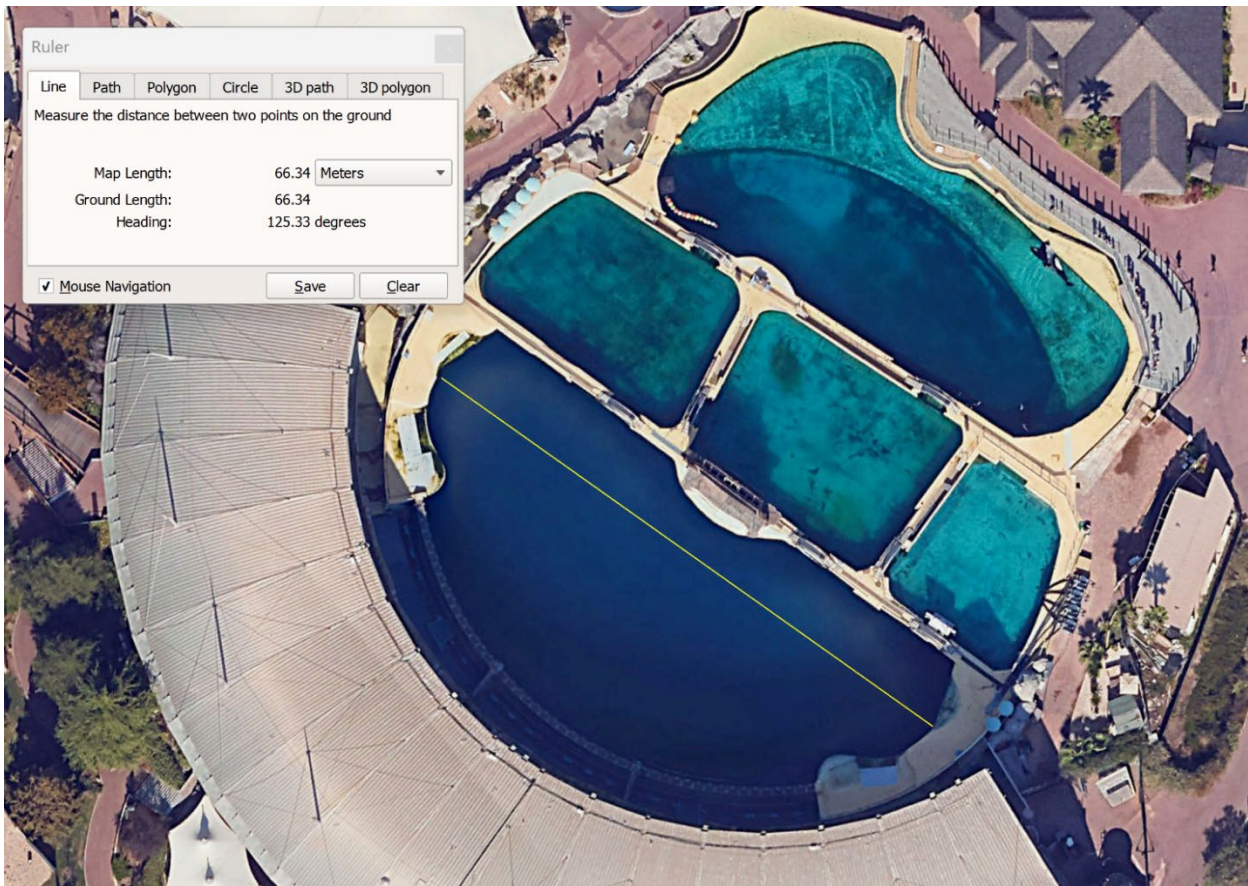 Ruler
Line Path Polygon Circle 3D path 3D polygon
Measure the distance between two points on the ground
Map Length: 66.34 Meters
Ground Length: 66.34
Heading: 125.33 degrees
Mouse Navigation Save Clear